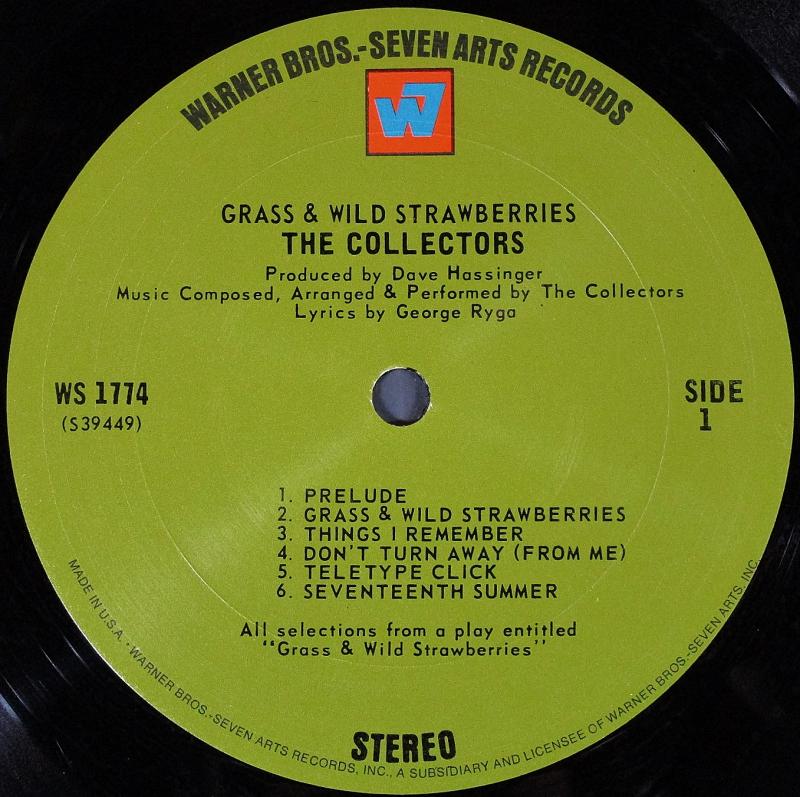 WARNER BROS.-SEVEN ARTS RECORDS
W7
GRASS & WILD STRAWBERRIES
THE COLLECTORS
Produced by Dave Hassinger
Music Composed, Arranged & Performed by The Collectors
Lyrics by George Ryga
WS 1774
(S39449)
SIDE
1
1. PRELUDE
2. GRASS & WILD STRAWBERRIES
3. THINGS I REMEMBER
4. DON'T TURN AWAY (FROM ME)
5. TELETYPE CLICK
6. SEVENTEENTH SUMMER
All selections from a play entitled
"Grass & Wild Strawberries"
STEREO
MADE IN U.S.A. · WARNER BROS.-SEVEN ARTS RECORDS, INC., A SUBSIDIARY AND LICENSEE OF WARNER BROS.-SEVEN ARTS, INC.